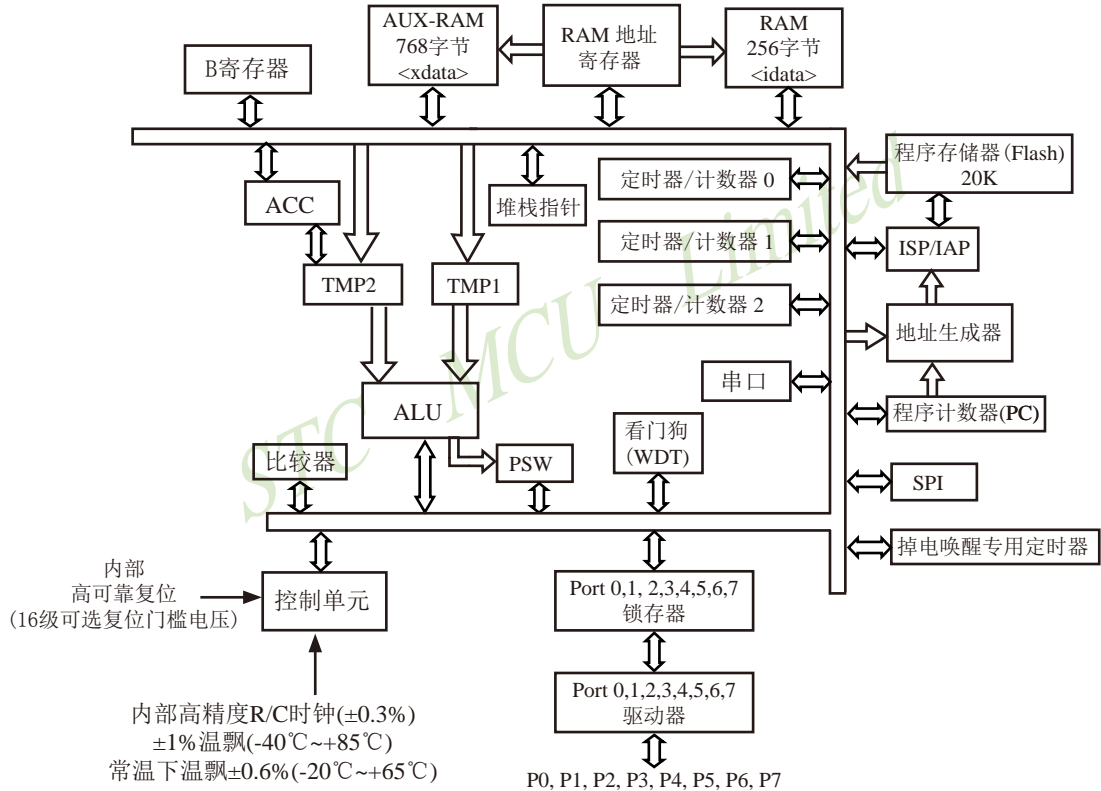 AUX-RAM
768字节
<xdata>
RAM 地址
寄存器
RAM
256字节
<idata>
B寄存器
程序存储器(Flash)
20K
ACC
堆栈指针
定时器/计数器 0
定时器/计数器 1
ISP/IAP
TMP2
TMP1
定时器/计数器 2
地址生成器
串口
程序计数器(PC)
ALU
看门狗
(WDT)
比较器
PSW
SPI
掉电唤醒专用定时器
内部
高可靠复位
(16级可选复位门槛电压)
控制单元
Port 0,1, 2,3,4,5,6,7
锁存器
Port 0,1,2,3,4,5,6,7
驱动器
内部高精度R/C时钟(±0.3%)
±1%温飘(-40℃~+85℃)
常温下温飘±0.6%(-20℃~+65℃)
P0, P1, P2, P3, P4, P5, P6, P7
STC MCU Limited